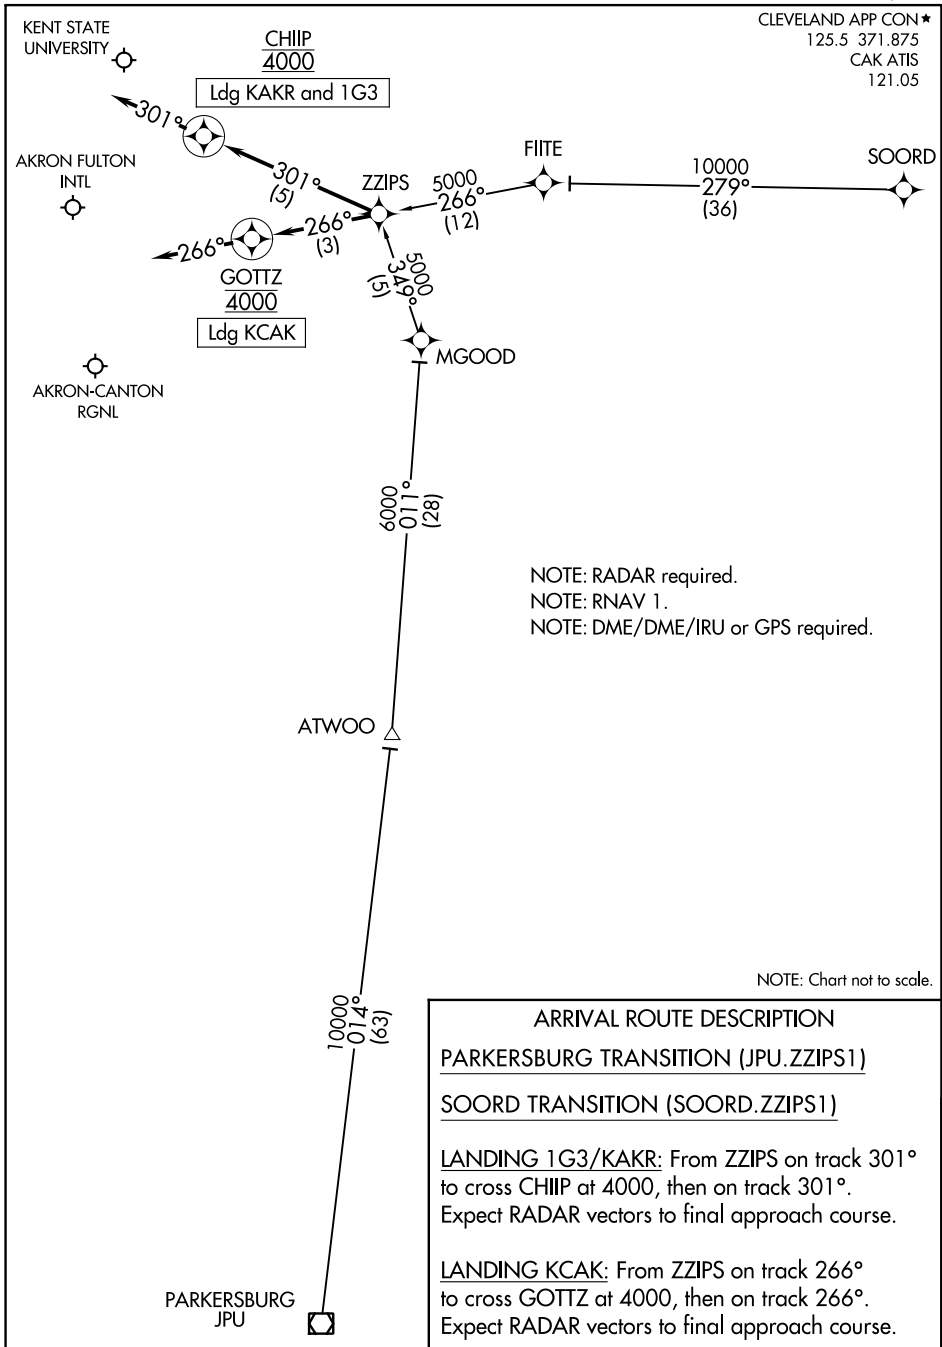 KENT STATE
UNIVERSITY
CHIIP
4000
Ldg KAKR and 1G3
CLEVELAND APP CON★
125.5 371.875
CAK ATIS
121.05
301°
AKRON FULTON
INTL
301°
(5)
ZZIPS
FIITE
SOORD
5000
266°
(12)
10000
279°
(36)
266°
(3)
266°
GOTTZ
4000
Ldg KCAK
5000
349°
(5)
MGOOD
AKRON-CANTON
RGNL
6000
011°
(28)
NOTE: RADAR required.
NOTE: RNAV 1.
NOTE: DME/DME/IRU or GPS required.
ATWOO
10000
014°
(63)
NOTE: Chart not to scale.
PARKERSBURG
JPU
ARRIVAL ROUTE DESCRIPTION
PARKERSBURG TRANSITION (JPU.ZZIPS1)
SOORD TRANSITION (SOORD.ZZIPS1)
LANDING 1G3/KAKR: From ZZIPS on track 301°
to cross CHIIP at 4000, then on track 301°.
Expect RADAR vectors to final approach course.
LANDING KCAK: From ZZIPS on track 266°
to cross GOTTZ at 4000, then on track 266°.
Expect RADAR vectors to final approach course.